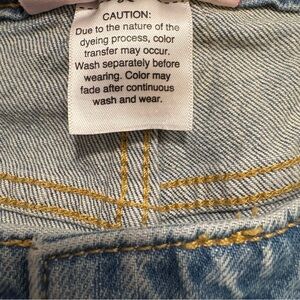 CAUTION:
Due to the nature of the
dyeing process, color
transfer may occur.
Wash separately before
wearing. Color may
fade after continuous
wash and wear.